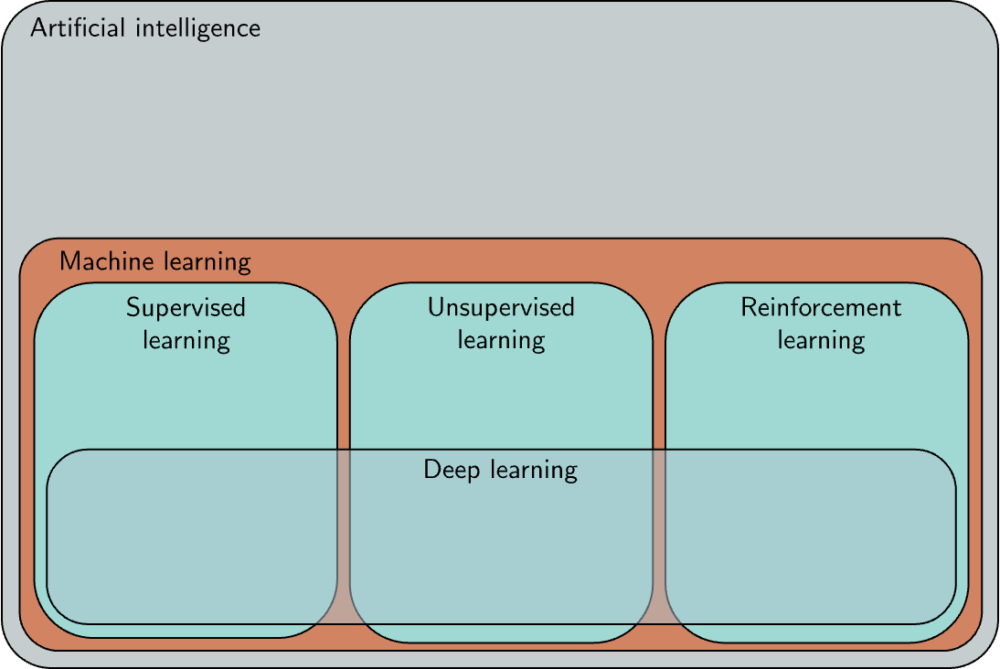 Artificial intelligence
Machine learning
Supervised
learning
Unsupervised
learning
Reinforcement
learning
Deep learning